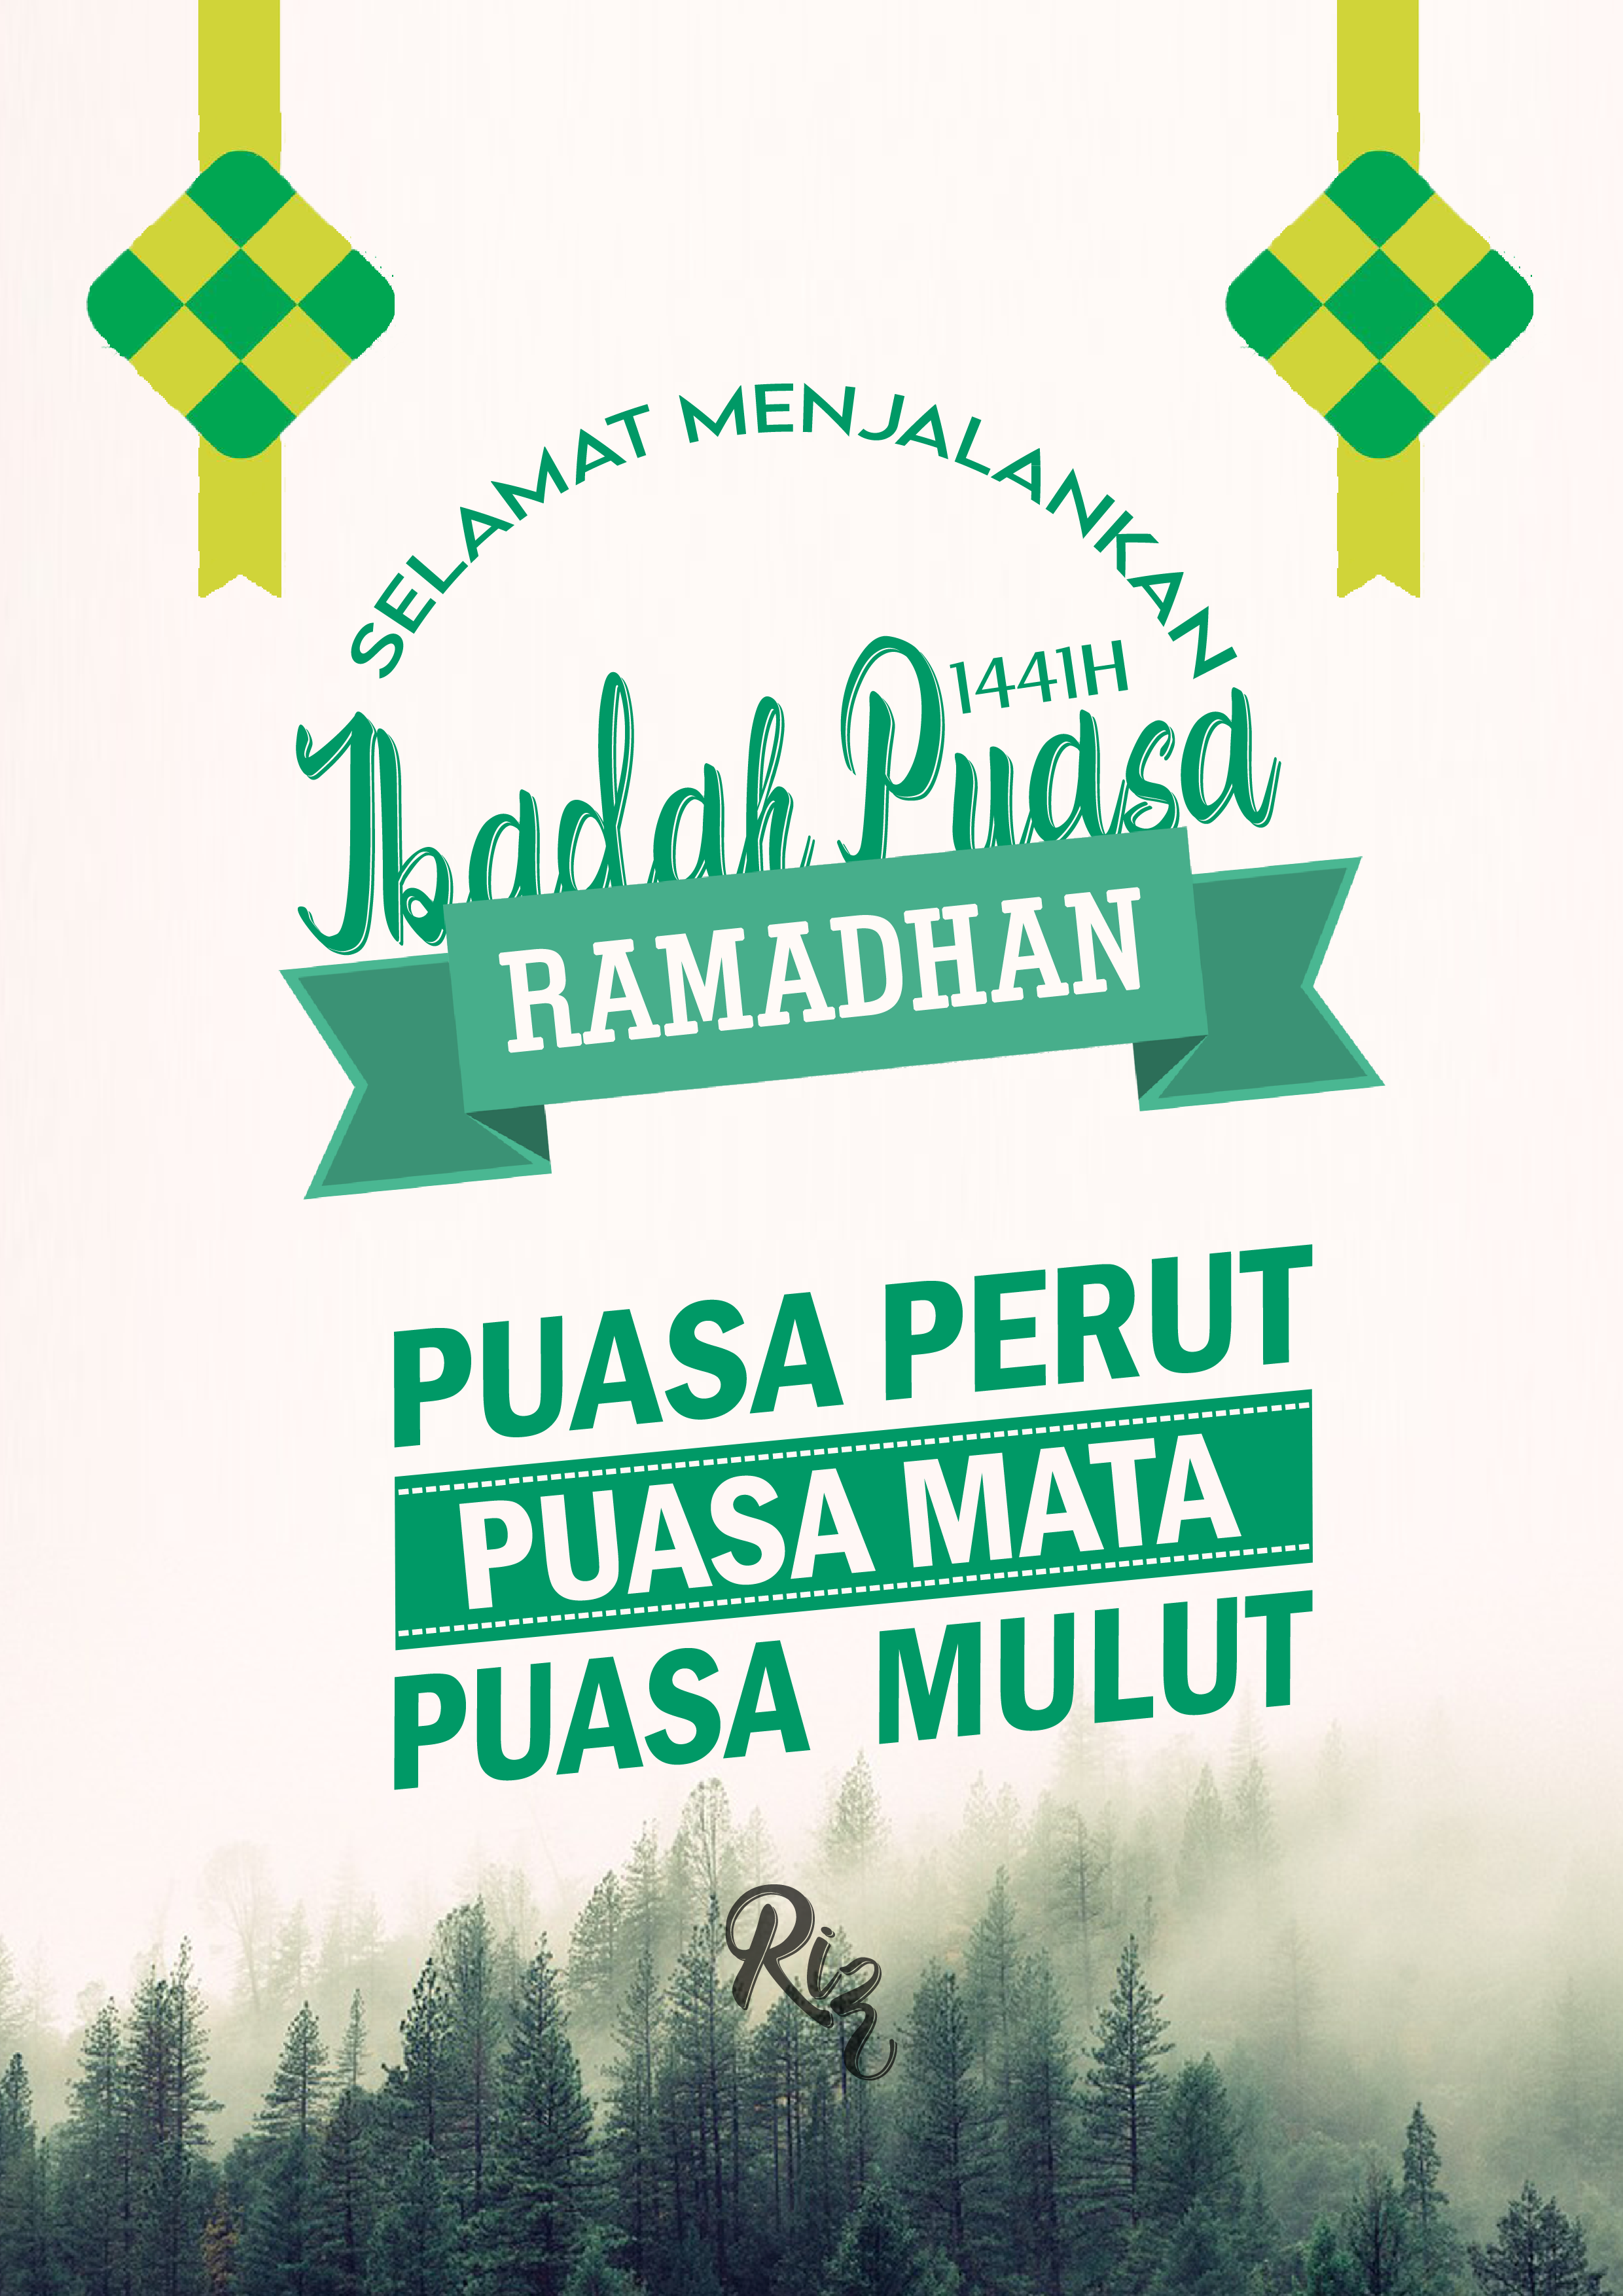 SELAMAT MENJALANKAN
1441H
Ibadah Puasa
RAMADHAN
PUASA PERUT
PUASA MATA
PUASA MULUT
Riz